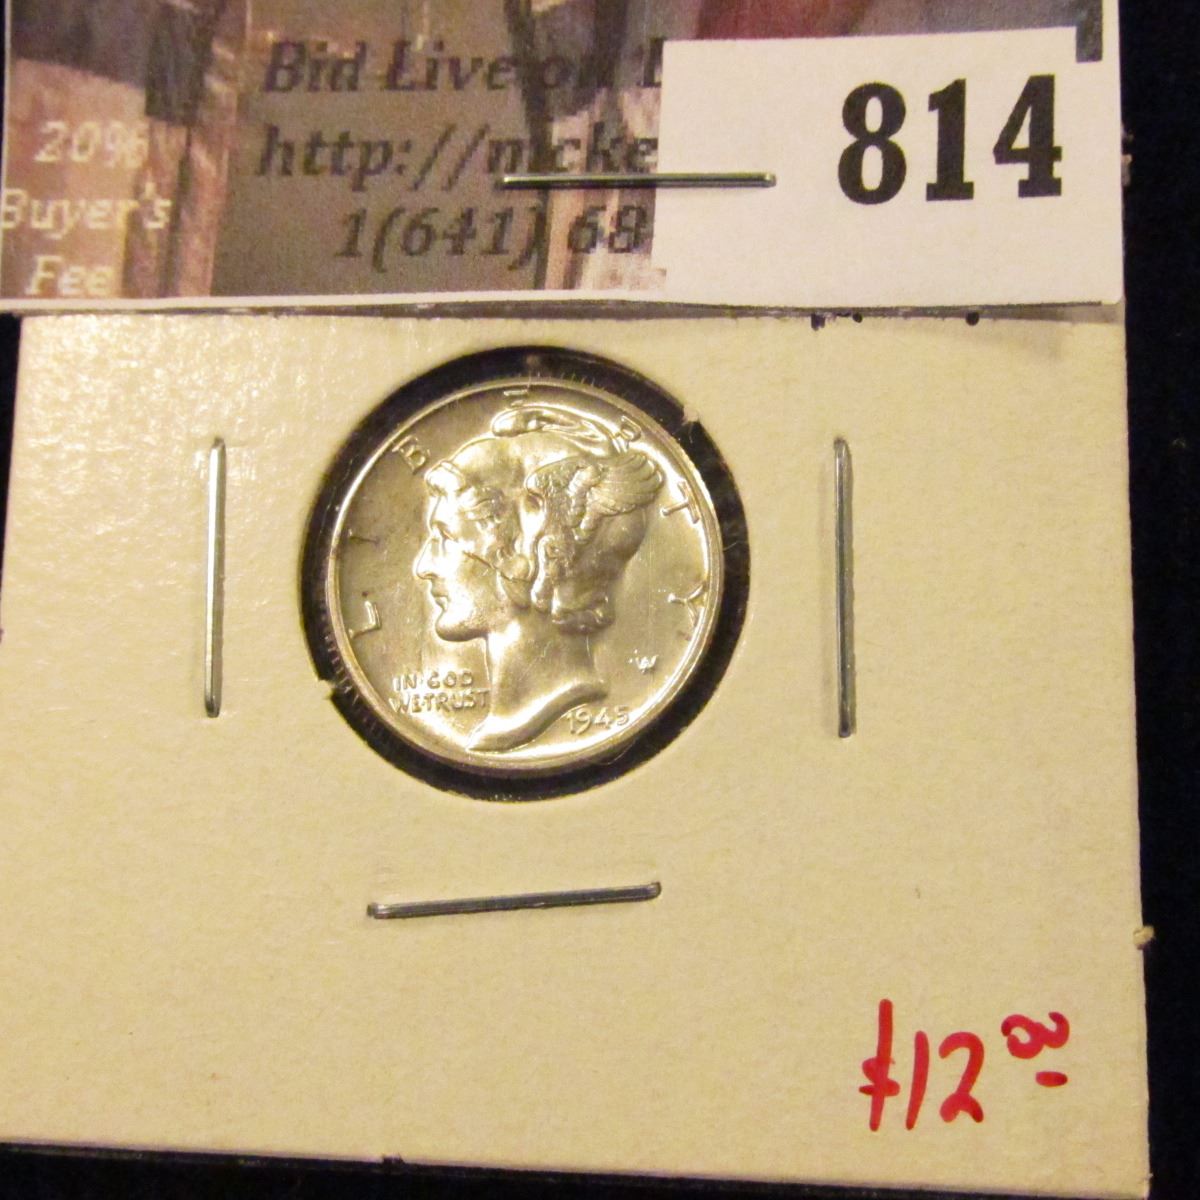 Bid Live on
814
20%
http://nicke
Buyer's
1(641) 68
Fee
LIBERTY
IN·GOD
WE·TRUST
1945
$12.00